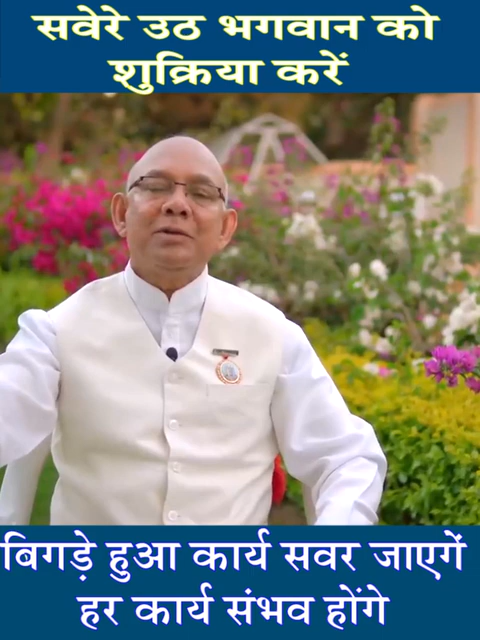 सवेरे उठ भगवान को
शुक्रिया करें
बिगड़े हुआ कार्य सवर जाएगें
हर कार्य संभव होंगे